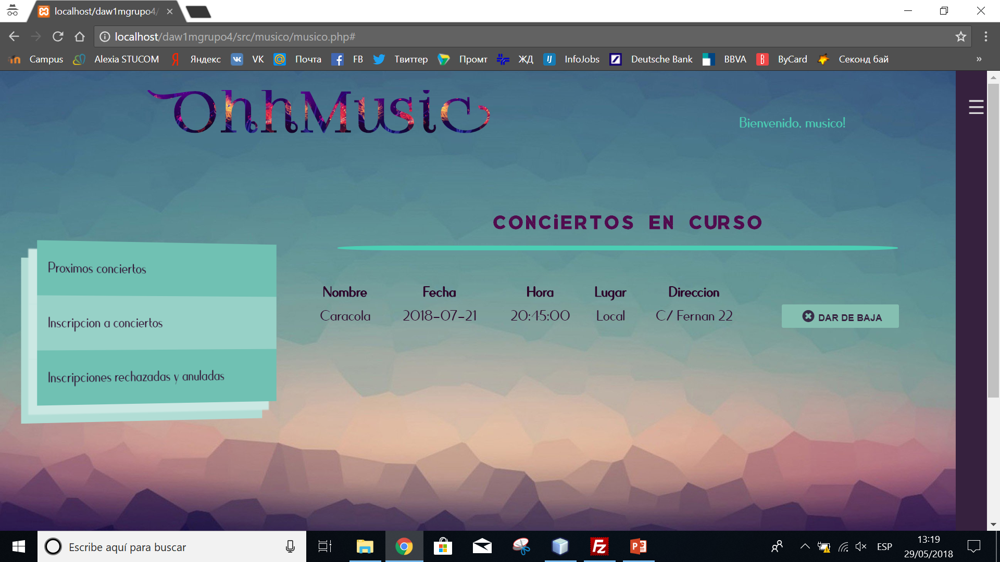 localhost/daw1mgrupo4/
localhost/daw1mgrupo4/src/musico/musico.php#
Campus Alexia STUCOM Яндекс VK Почта FB Твиттер Промт ЖД InfoJobs Deutsche Bank BBVA ByCard Секонд бай »
OhhMusic
Bienvenido, musico!
CONCiERTOS EN CURSO
Proximos conciertos
Inscripcion a conciertos
Inscripciones rechazadas y anuladas
Nombre Fecha Hora Lugar Direccion
Caracola 2018-07-21 20:45:00 Local C/ Fernan 22 DAR DE BAJA
Escribe aquí para buscar
ESP
13:19
29/05/2018